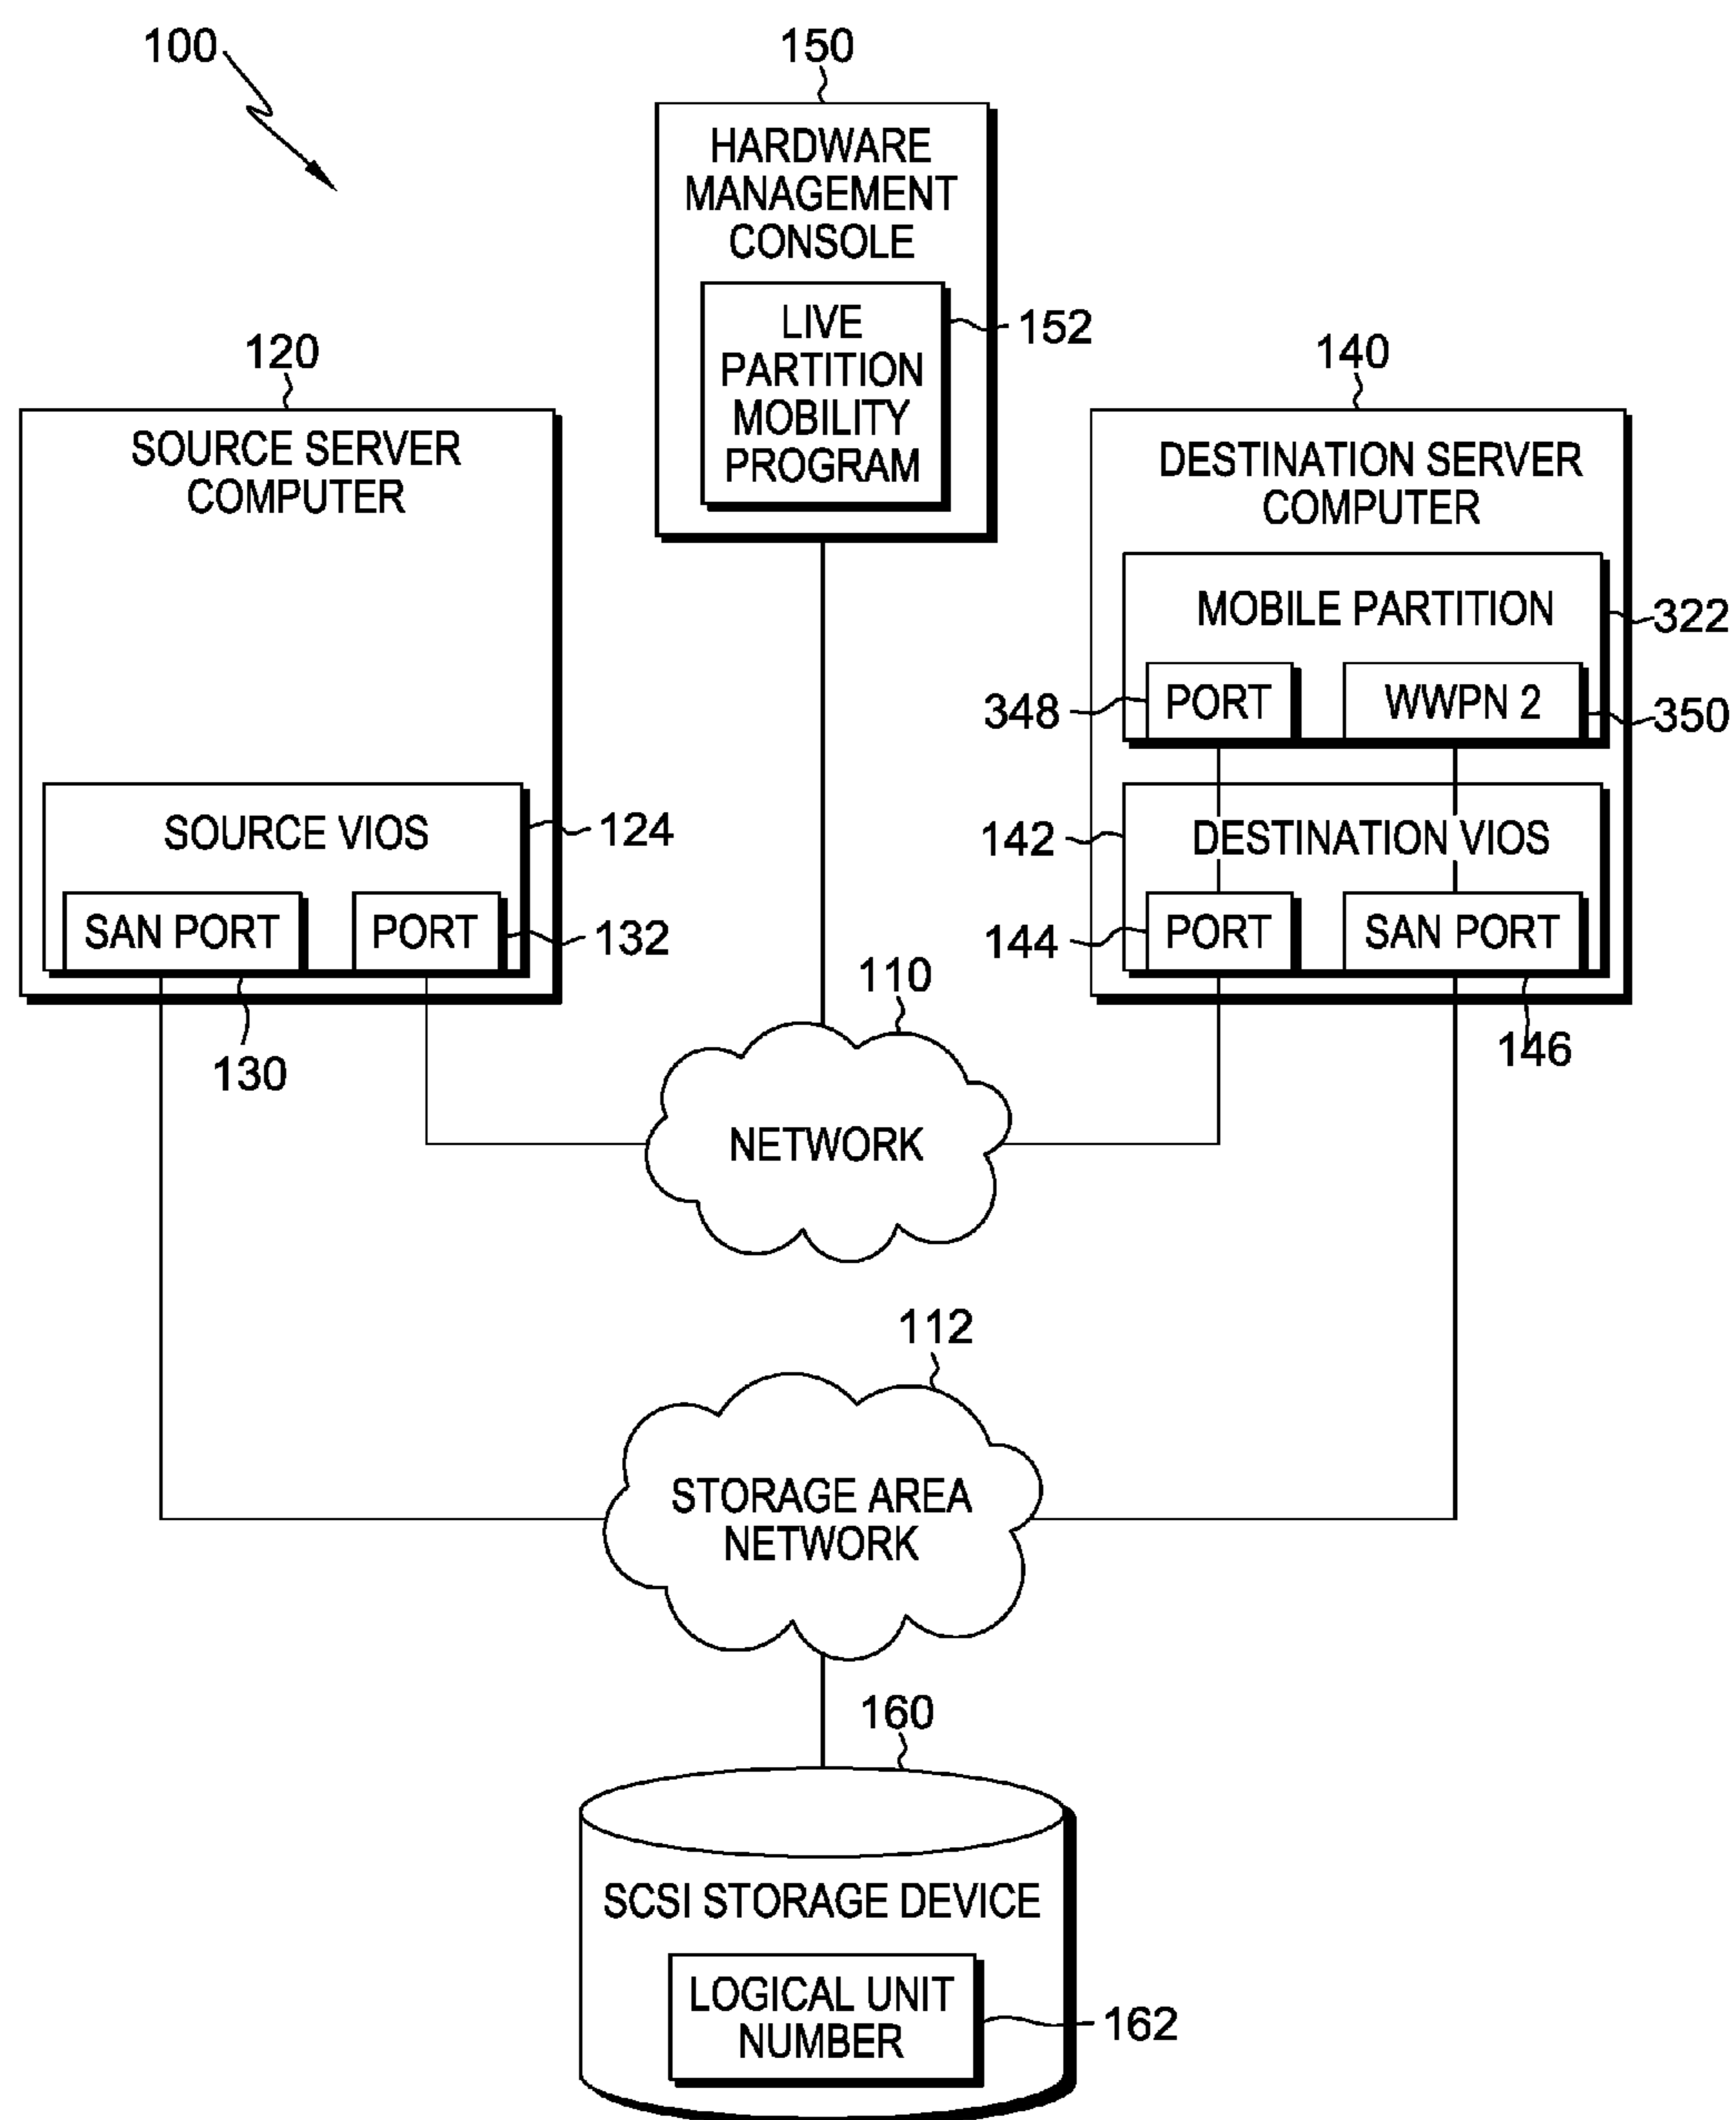 100
150
HARDWARE
MANAGEMENT
CONSOLE
LIVE
PARTITION
MOBILITY
PROGRAM
152
120
SOURCE SERVER
COMPUTER
SOURCE VIOS
124
SAN PORT
PORT
132
130
140
DESTINATION SERVER
COMPUTER
MOBILE PARTITION
322
348
PORT
WWPN 2
350
142
DESTINATION VIOS
144
PORT
SAN PORT
146
110
NETWORK
112
STORAGE AREA
NETWORK
160
SCSI STORAGE DEVICE
LOGICAL UNIT
NUMBER
162